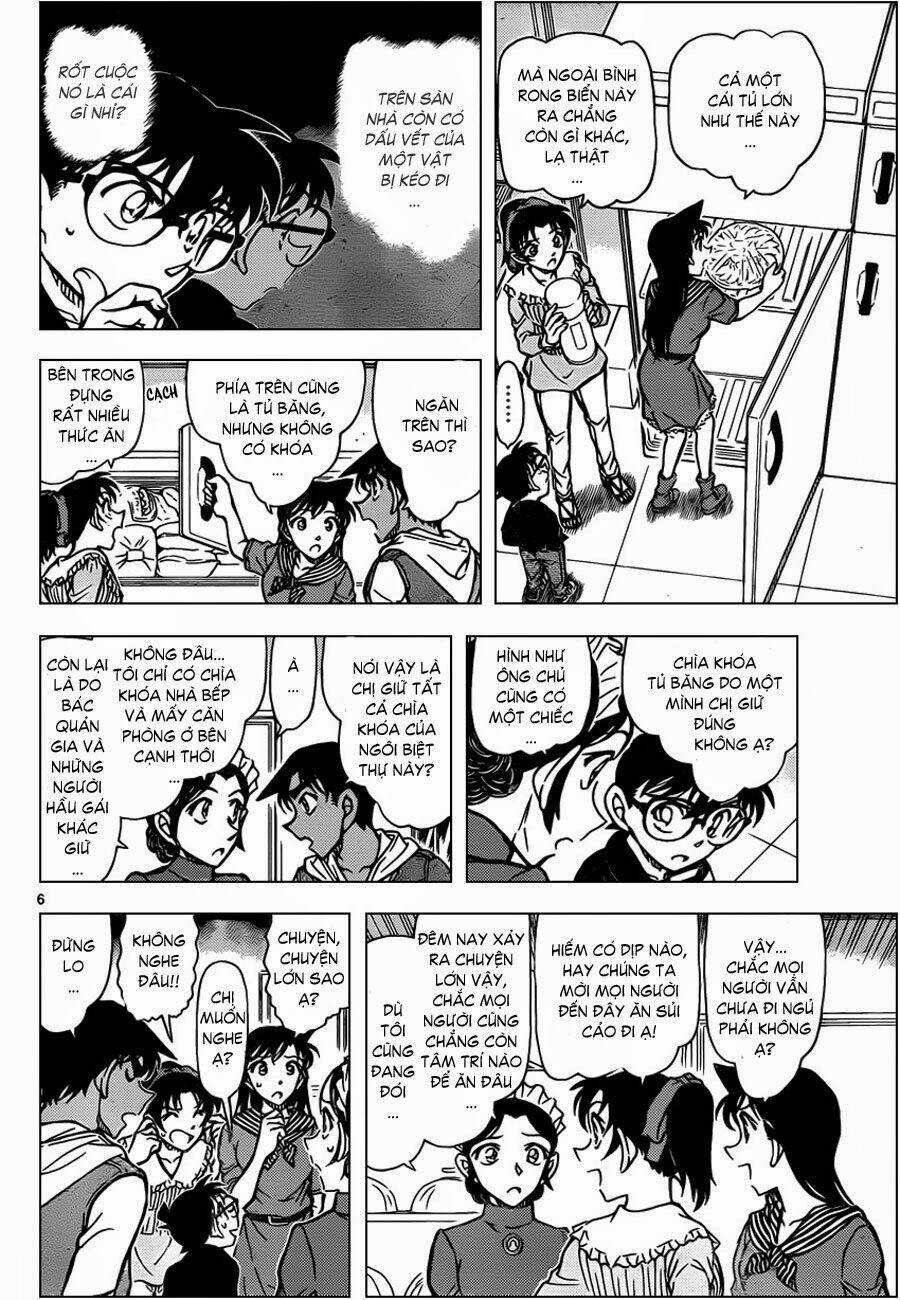 CẢ MỘT
CÁI TỦ LỚN
NHƯ THẾ NÀY
...
MÀ NGOÀI BÌNH
RONG BIỂN NÀY
RA CHẲNG
CÒN GÌ KHÁC,
LẠ THẬT
...
......
TRÊN SÀN
NHÀ CÒN CÓ
DẤU VẾT CỦA
MỘT VẬT
BỊ KÉO ĐI
...
RỐT CUỘC
NÓ LÀ CÁI
GÌ NHỈ?
NGĂN
TRÊN THÌ
SAO?
PHÍA TRÊN CŨNG
LÀ TỦ BĂNG,
NHƯNG KHÔNG
CÓ KHÓA
...
CẠCH
BÊN TRONG
ĐỰNG
RẤT NHIỀU
THỨC ĂN
...
CHÌA KHÓA
TỦ BĂNG DO MỘT
MÌNH CHỊ GIỮ
ĐÚNG
KHÔNG Ạ?
HÌNH NHƯ
ÔNG CHỦ
CŨNG CÓ
MỘT CHIẾC
...
NÓI VẬY LÀ
CHỊ GIỮ TẤT
CẢ CHÌA
KHÓA CỦA
NGÔI BIỆT
THỰ NÀY?
À
...
KHÔNG ĐÂU...
TÔI CHỈ CÓ CHÌA
KHÓA NHÀ BẾP
VÀ MẤY CĂN
PHÒNG Ở BÊN
CẠNH THÔI
...
CÒN LẠI
LÀ DO
BÁC
QUẢN
GIA VÀ
NHỮNG
NGƯỜI
HẦU GÁI
KHÁC
GIỮ
...
6
VẬY...
CHẮC MỌI
NGƯỜI VẪN
CHƯA ĐI NGỦ
PHẢI KHÔNG
Ạ?
HIẾM CÓ DỊP NÀO,
HAY CHÚNG TA
MỜI MỌI NGƯỜI
ĐẾN ĐÂY ĂN SỦI
CẢO ĐI Ạ!
ĐÊM NAY XẢY
RA CHUYỆN
LỚN VẬY,
CHẮC MỌI
NGƯỜI CŨNG
CHẲNG CÒN
TÂM TRÍ NÀO
ĐỂ ĂN ĐÂU
...
DÙ
TÔI
CŨNG
ĐANG
ĐÓI
...
CHUYỆN,
CHUYỆN
LỚN SAO
Ạ?
CHỊ
MUỐN
NGHE
Ạ?
KHÔNG
NGHE
ĐÂU!!
ĐỪNG
LO
...